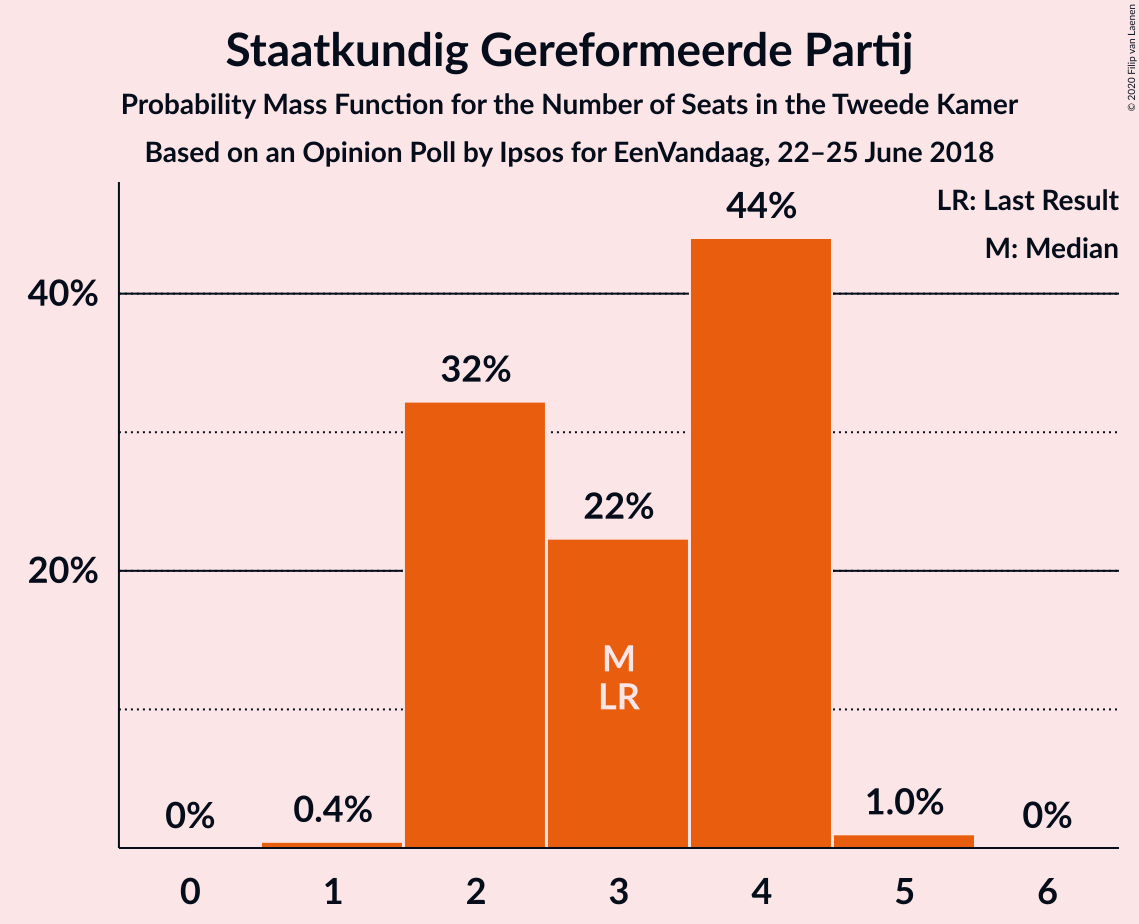 Staatkundig Gereformeerde Partij
Probability Mass Function for the Number of Seats in the Tweede Kamer
Based on an Opinion Poll by Ipsos for EenVandaag, 22–25 June 2018
© 2020 Filip van Laenen
LR: Last Result
M: Median
40%
20%
0%
0.4%
32%
22%
44%
1.0%
0%
M
LR
0
1
2
3
4
5
6